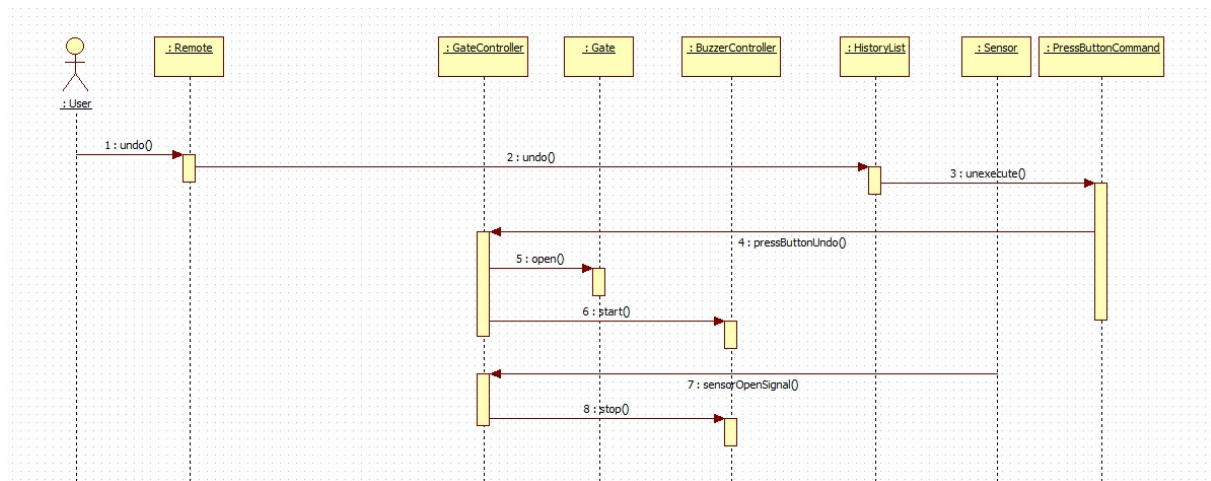 : Remote
: GateController
: Gate
: BuzzerController
: HistoryList
: Sensor
: PressButtonCommand
: User
1 : undo()
2 : undo()
3 : unexecute()
4 : pressButtonUndo()
5 : open()
6 : start()
7 : sensorOpenSignal()
8 : stop()